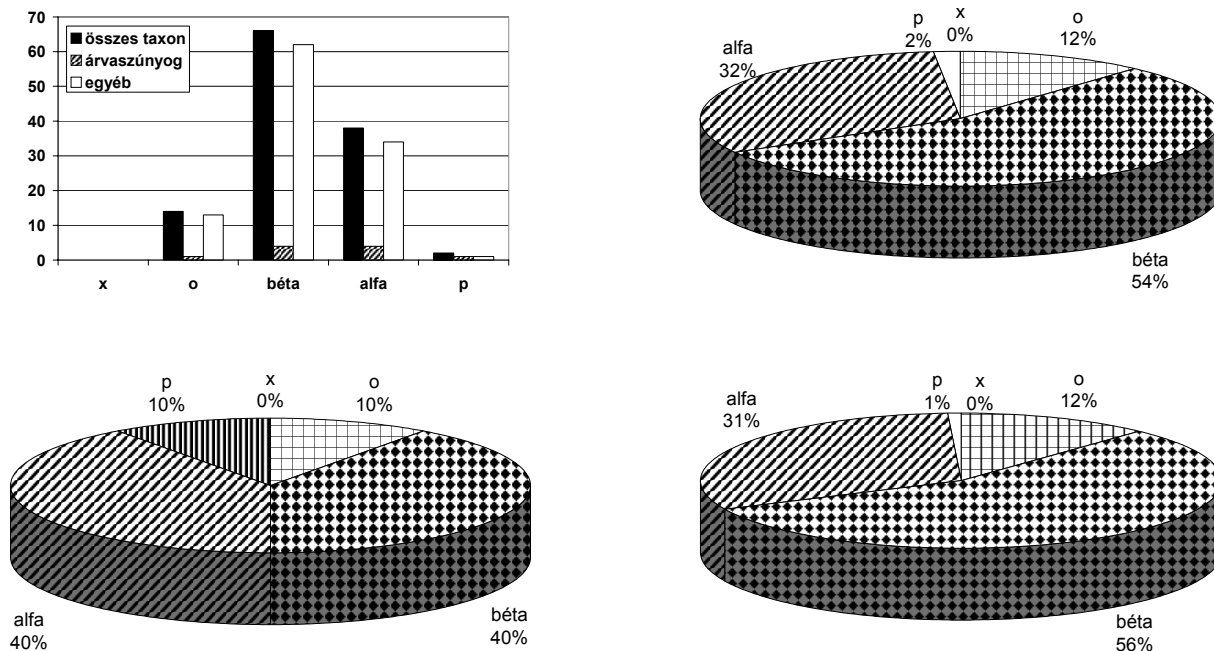 70
60
50
40
30
20
10
0
összes taxon
árvaszúnyog
egyéb
x o béta alfa p
x
0%
o
12%
béta
54%
alfa
32%
p
2%
x
0%
o
10%
béta
40%
alfa
40%
p
10%
x
0%
o
12%
béta
56%
alfa
31%
p
1%